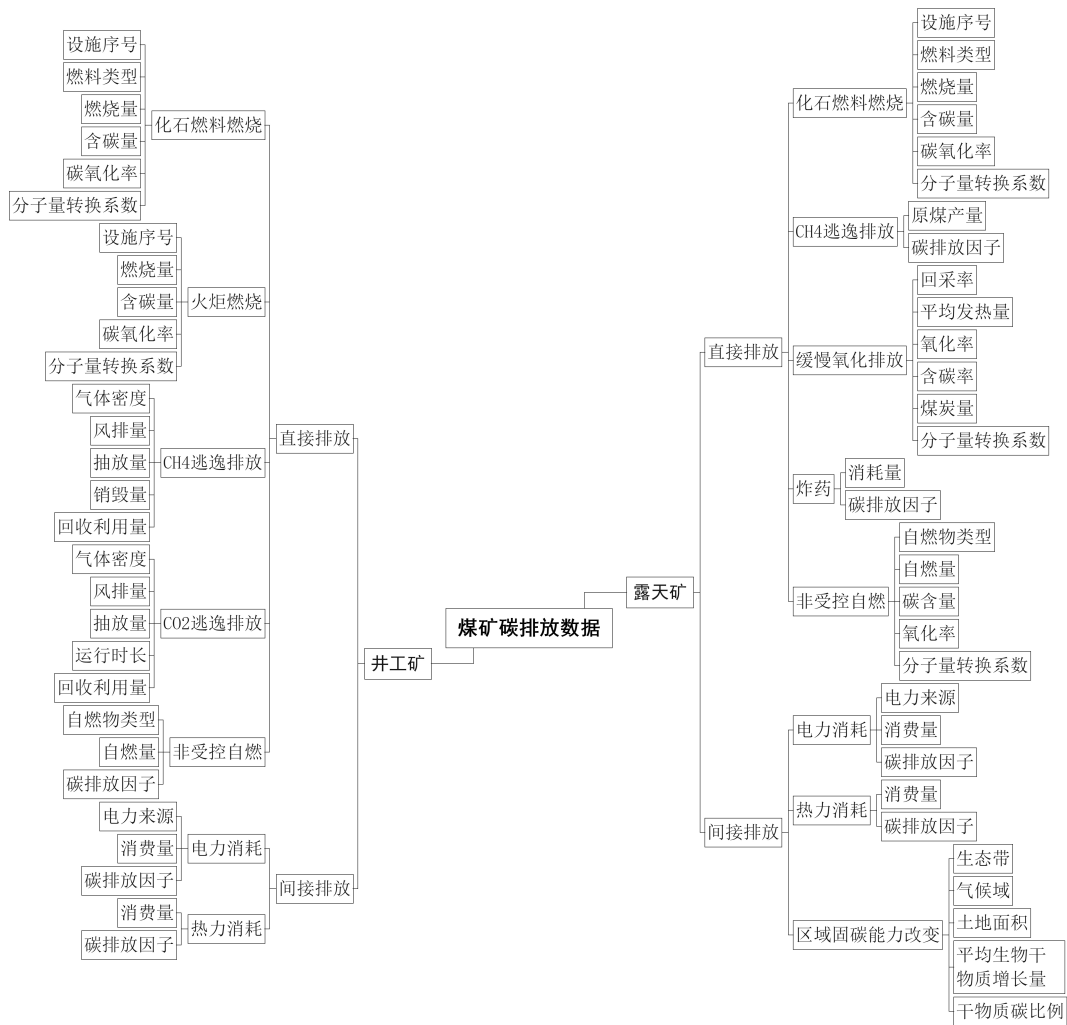 煤矿碳排放数据
井工矿
直接排放
化石燃料燃烧
设施序号
燃料类型
燃烧量
含碳量
碳氧化率
分子量转换系数
火炬燃烧
设施序号
燃烧量
含碳量
碳氧化率
分子量转换系数
CH4逃逸排放
气体密度
风排量
抽放量
销毁量
回收利用量
CO2逃逸排放
气体密度
风排量
抽放量
运行时长
回收利用量
非受控自燃
自燃物类型
自燃量
碳排放因子
间接排放
电力消耗
电力来源
消费量
碳排放因子
热力消耗
消费量
碳排放因子
露天矿
直接排放
化石燃料燃烧
设施序号
燃料类型
燃烧量
含碳量
碳氧化率
分子量转换系数
CH4逃逸排放
原煤产量
碳排放因子
缓慢氧化排放
回采率
平均发热量
氧化率
含碳率
煤炭量
分子量转换系数
炸药
消耗量
碳排放因子
非受控自燃
自燃物类型
自燃量
碳含量
氧化率
分子量转换系数
间接排放
电力消耗
电力来源
消费量
碳排放因子
热力消耗
消费量
碳排放因子
区域固碳能力改变
生态带
气候域
土地面积
平均生物干
物质增长量
干物质碳比例